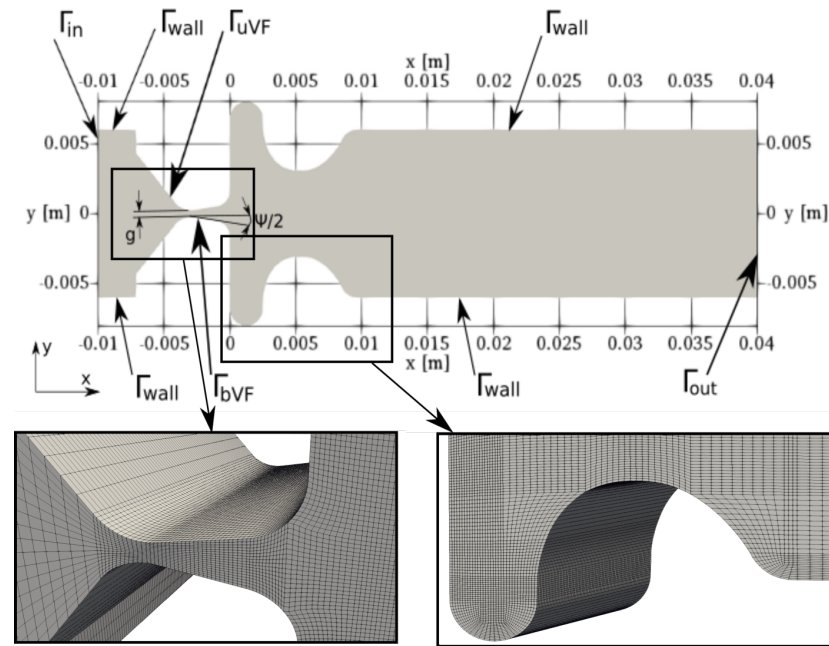 Γin Γwall ΓuVF Γwall
x [m]
-0.01 -0.005 0 0.005 0.01 0.015 0.02 0.025 0.03 0.035 0.04
0.005 0.005
y [m] 0 0 y [m]
g Ψ/2
-0.005 -0.005
-0.01 -0.005 0 0.005 0.01 0.015 0.02 0.025 0.03 0.035 0.04
x [m]
y
x
Γwall ΓbVF Γwall Γout